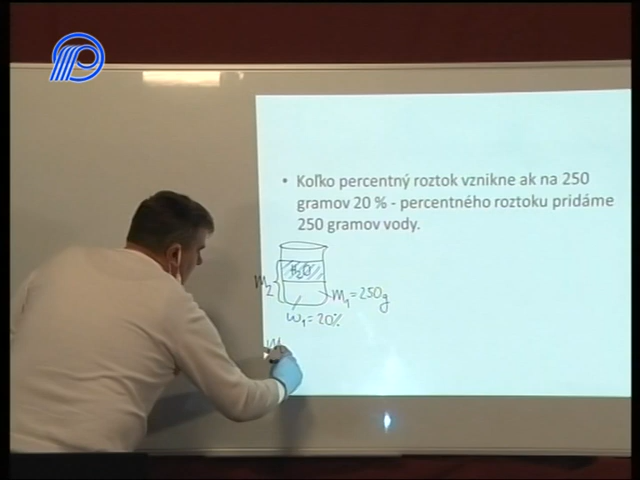 • Koľko percentný roztok vznikne ak na 250
gramov 20 % - percentného roztoku pridáme
250 gramov vody.
H₂O
m₂
m₁ = 250g
w₁ = 20%
m